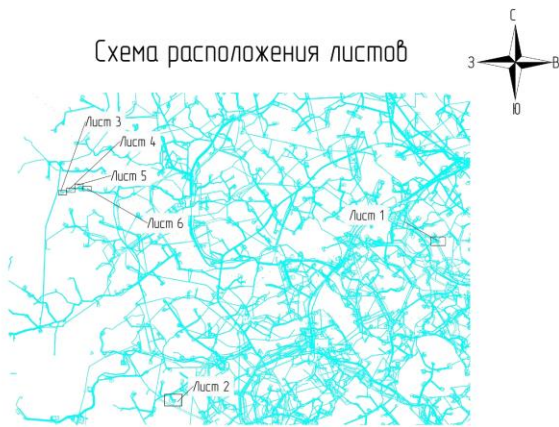 С
Схема расположения листов
З
В
Ю
Лист 3
Лист 4
Лист 5
Лист 6
Лист 1
Лист 2